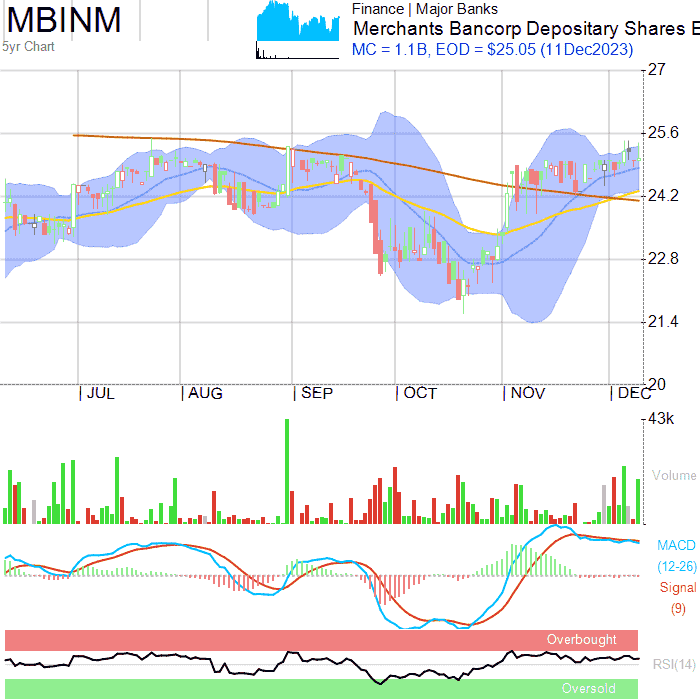 MBINM
5yr Chart
Finance | Major Banks
Merchants Bancorp Depositary Shares E
MC = 1.1B, EOD = $25.05 (11Dec2023)
27
25.6
24.2
22.8
21.4
20
| JUL | AUG | SEP | OCT | NOV | DEC
43k
Volume
MACD
(12-26)
Signal
(9)
Overbought
RSI(14)
Oversold